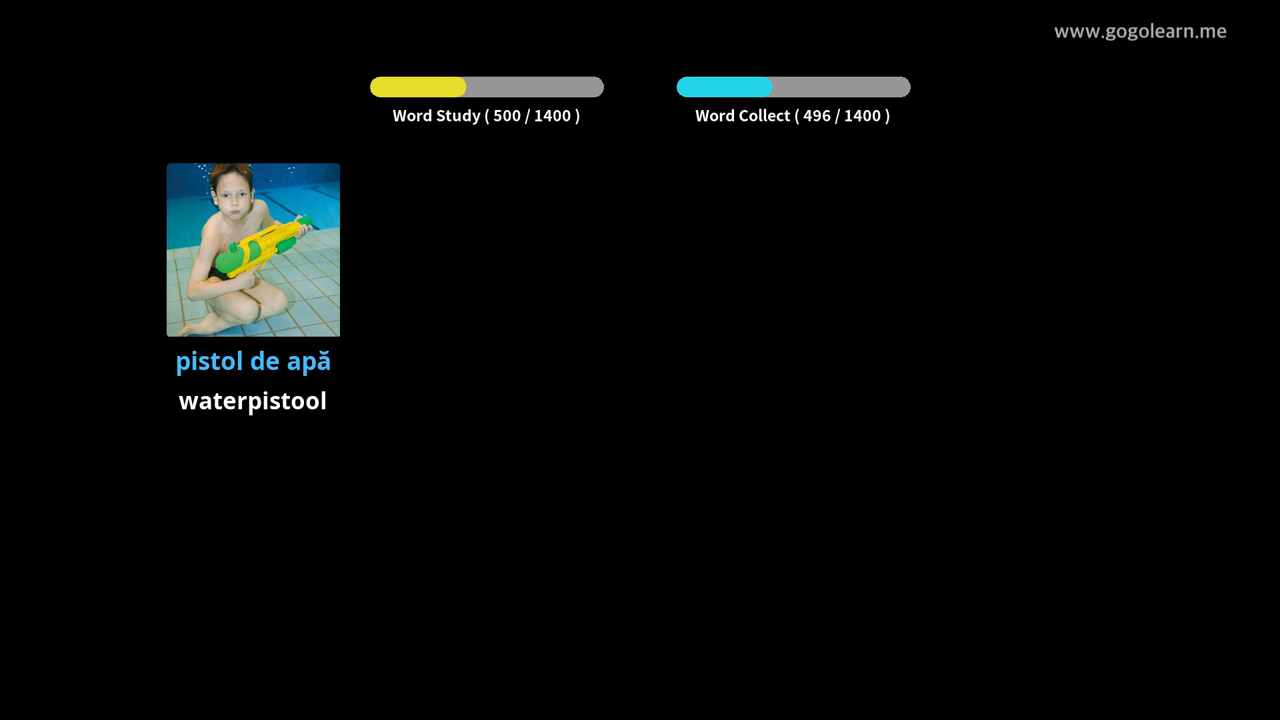 www.gogolearn.me
Word Study ( 500 / 1400 )
Word Collect ( 496 / 1400 )
pistol de apă
waterpistool